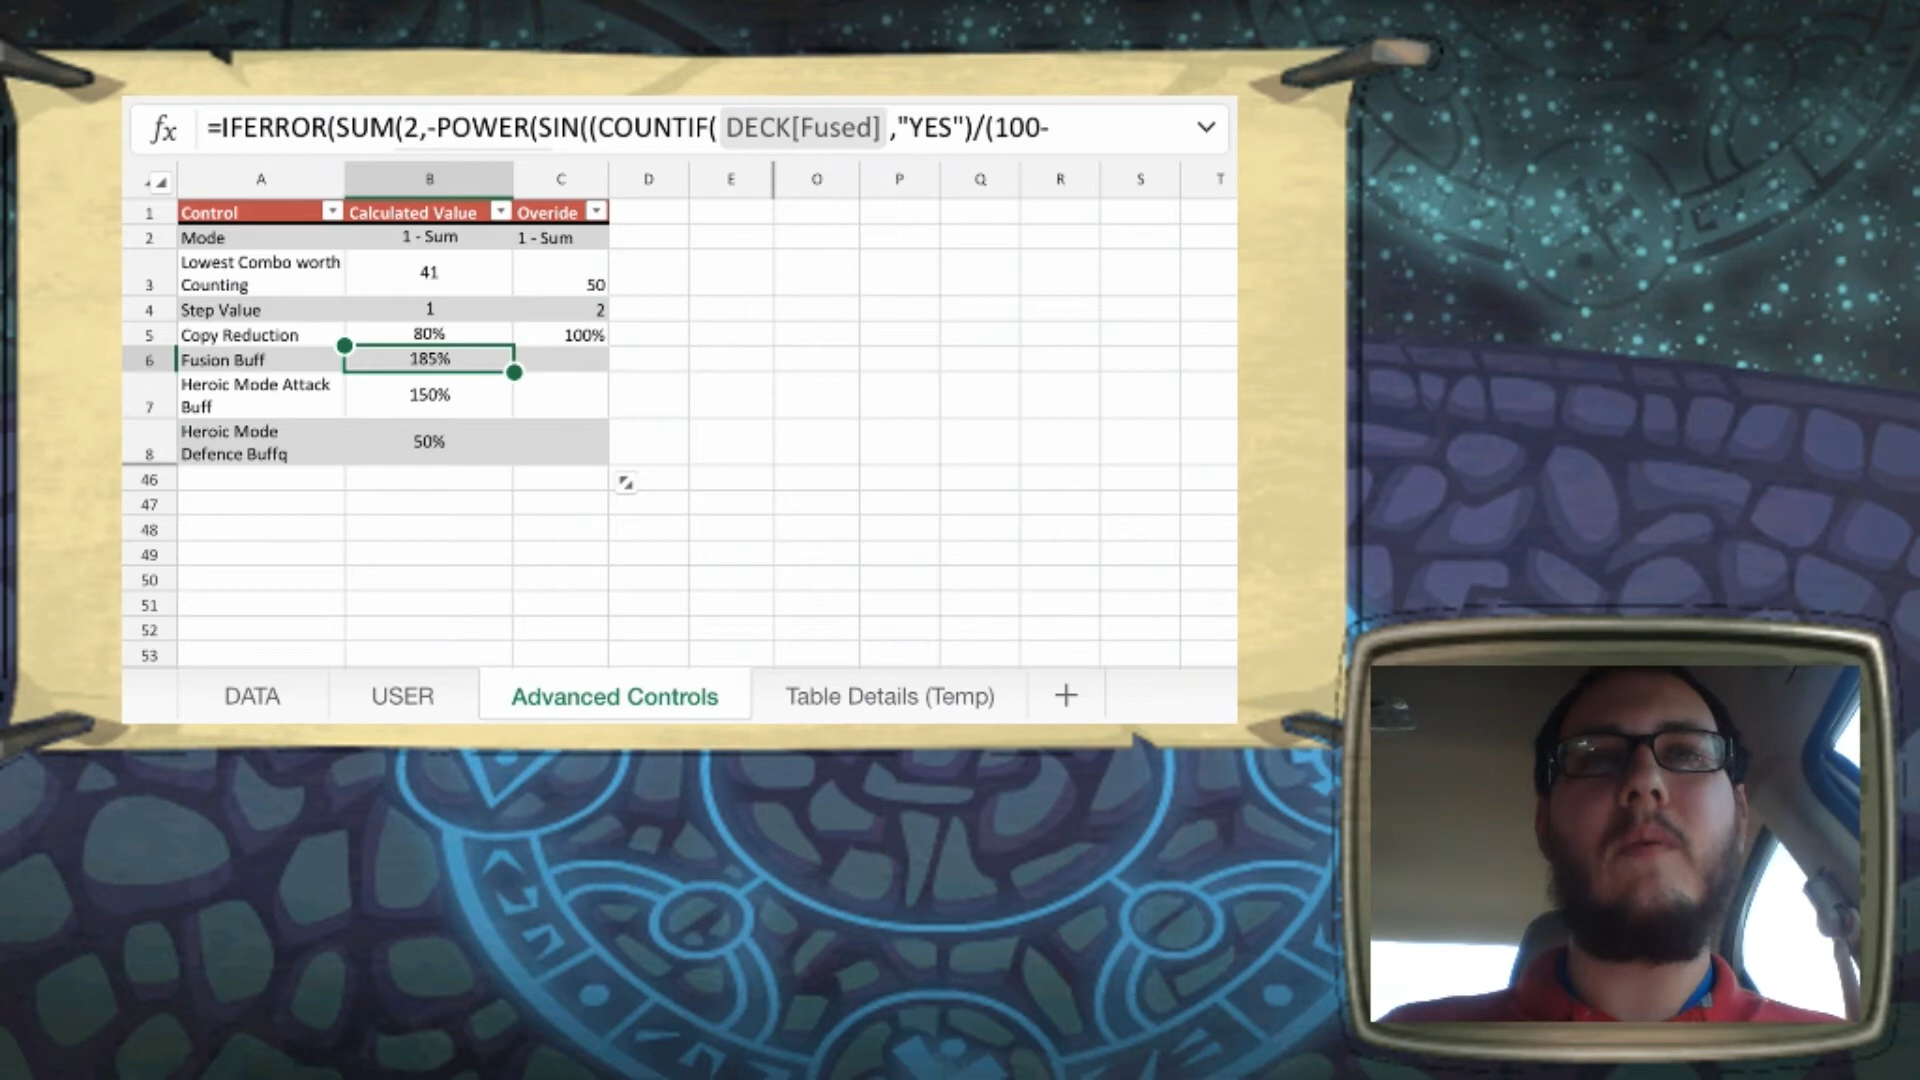 fx =IFERROR(SUM(2,-POWER(SIN((COUNTIF( DECK[Fused] ,"YES")/(100-
A B C D E O P Q R S T
1 Control Calculated Value Overide
2 Mode 1 - Sum 1 - Sum
Lowest Combo worth
3 Counting 41 50
4 Step Value 1 2
5 Copy Reduction 80% 100%
6 Fusion Buff 185%
Heroic Mode Attack
7 Buff 150%
Heroic Mode
8 Defence Buffq 50%
46
47
48
49
50
51
52
53
DATA USER Advanced Controls Table Details (Temp) +